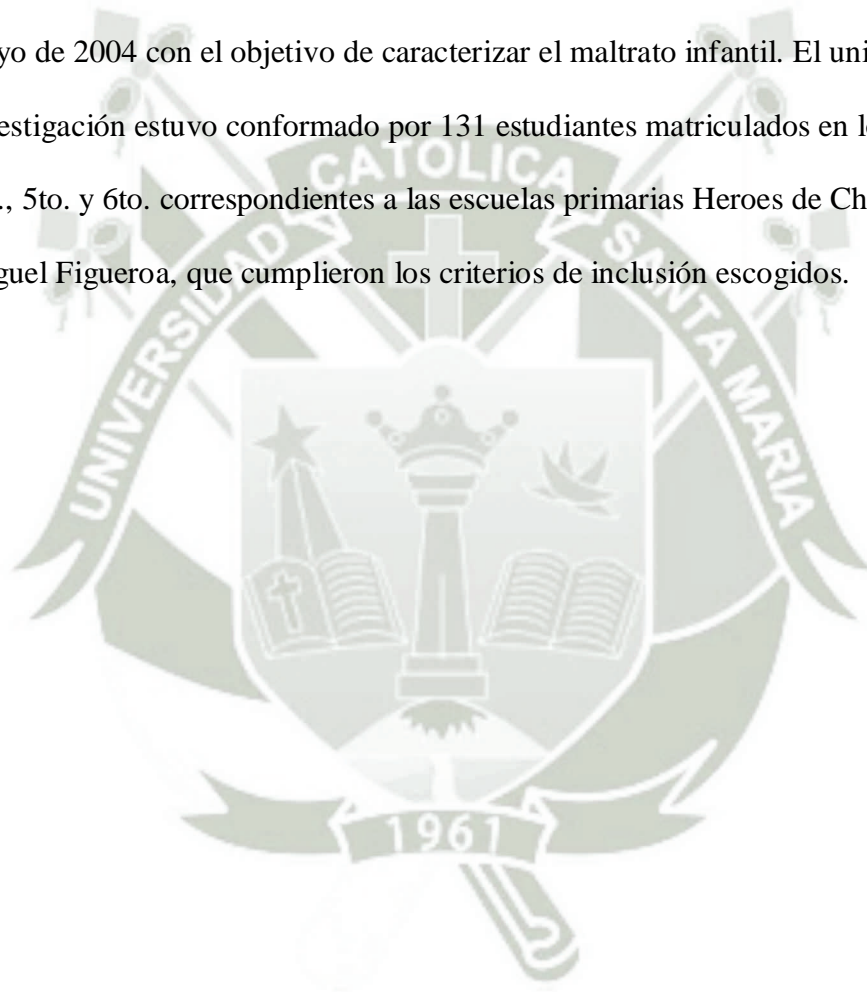 yo de 2004 con el objetivo de caracterizar el maltrato infantil. El uni
estigación estuvo conformado por 131 estudiantes matriculados en l
., 5to. y 6to. correspondientes a las escuelas primarias Heroes de Ch
guel Figueroa, que cumplieron los criterios de inclusión escogidos.
UNIVERSIDAD CATOLICA SANTA MARIA
1961